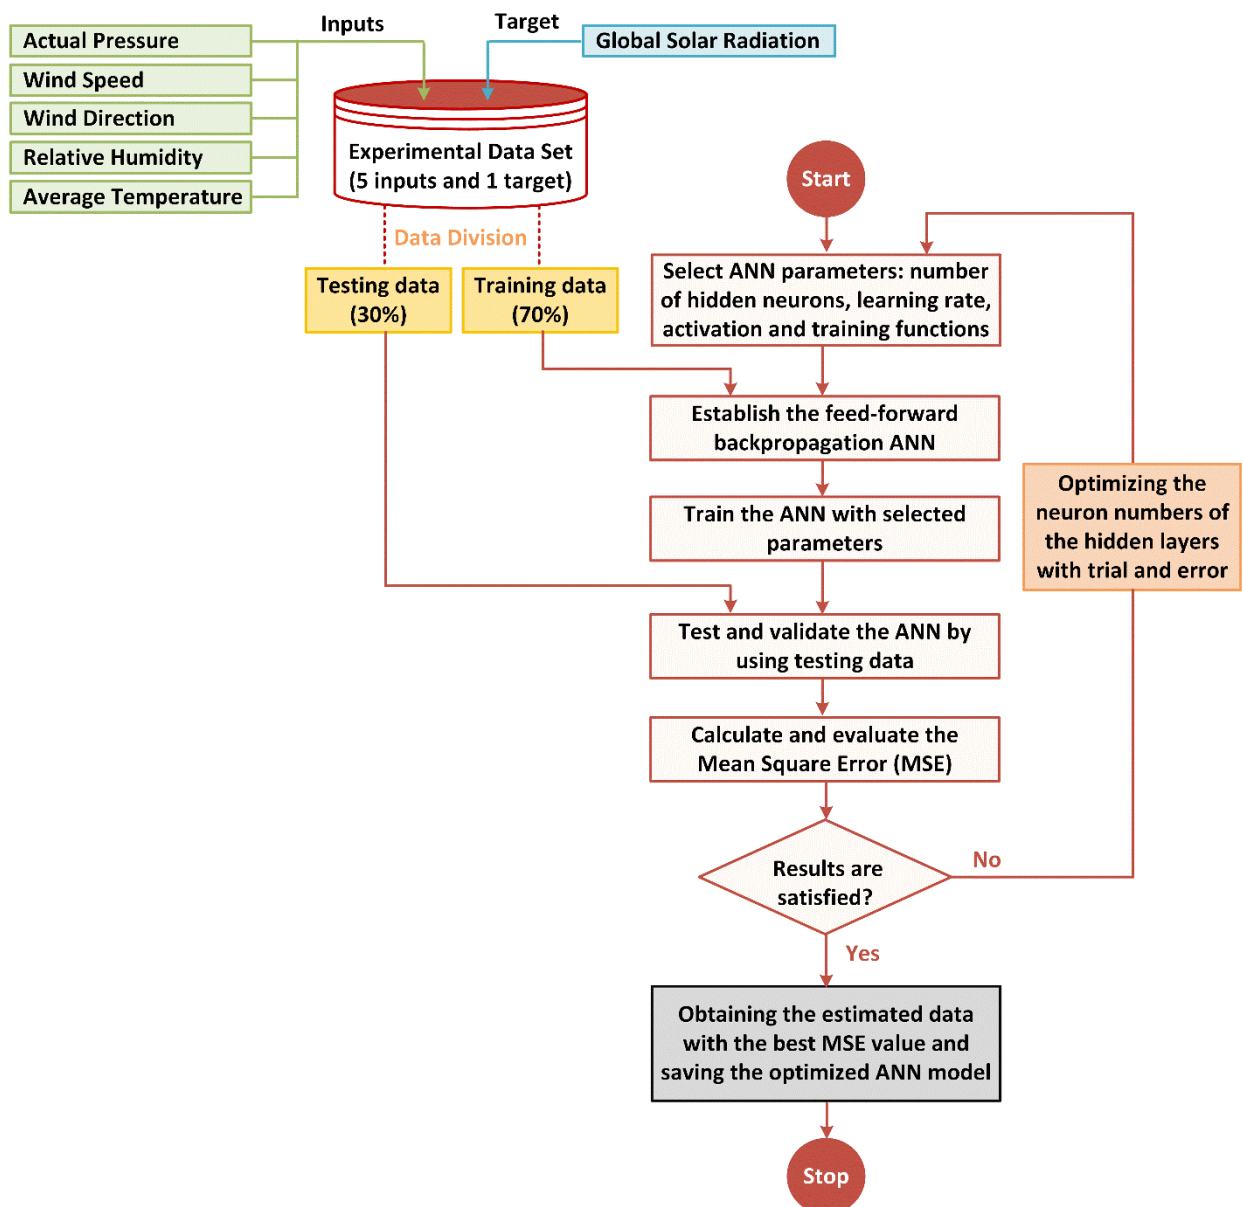 Inputs
Target
Actual Pressure
Global Solar Radiation
Wind Speed
Wind Direction
Relative Humidity
Average Temperature
Experimental Data Set
(5 inputs and 1 target)
Data Division
Testing data
(30%)
Training data
(70%)
Start
Select ANN parameters: number
of hidden neurons, learning rate,
activation and training functions
Establish the feed-forward
backpropagation ANN
Train the ANN with selected
parameters
Optimizing the
neuron numbers of
the hidden layers
with trial and error
Test and validate the ANN by
using testing data
Calculate and evaluate the
Mean Square Error (MSE)
Results are
satisfied?
No
Yes
Obtaining the estimated data
with the best MSE value and
saving the optimized ANN model
Stop